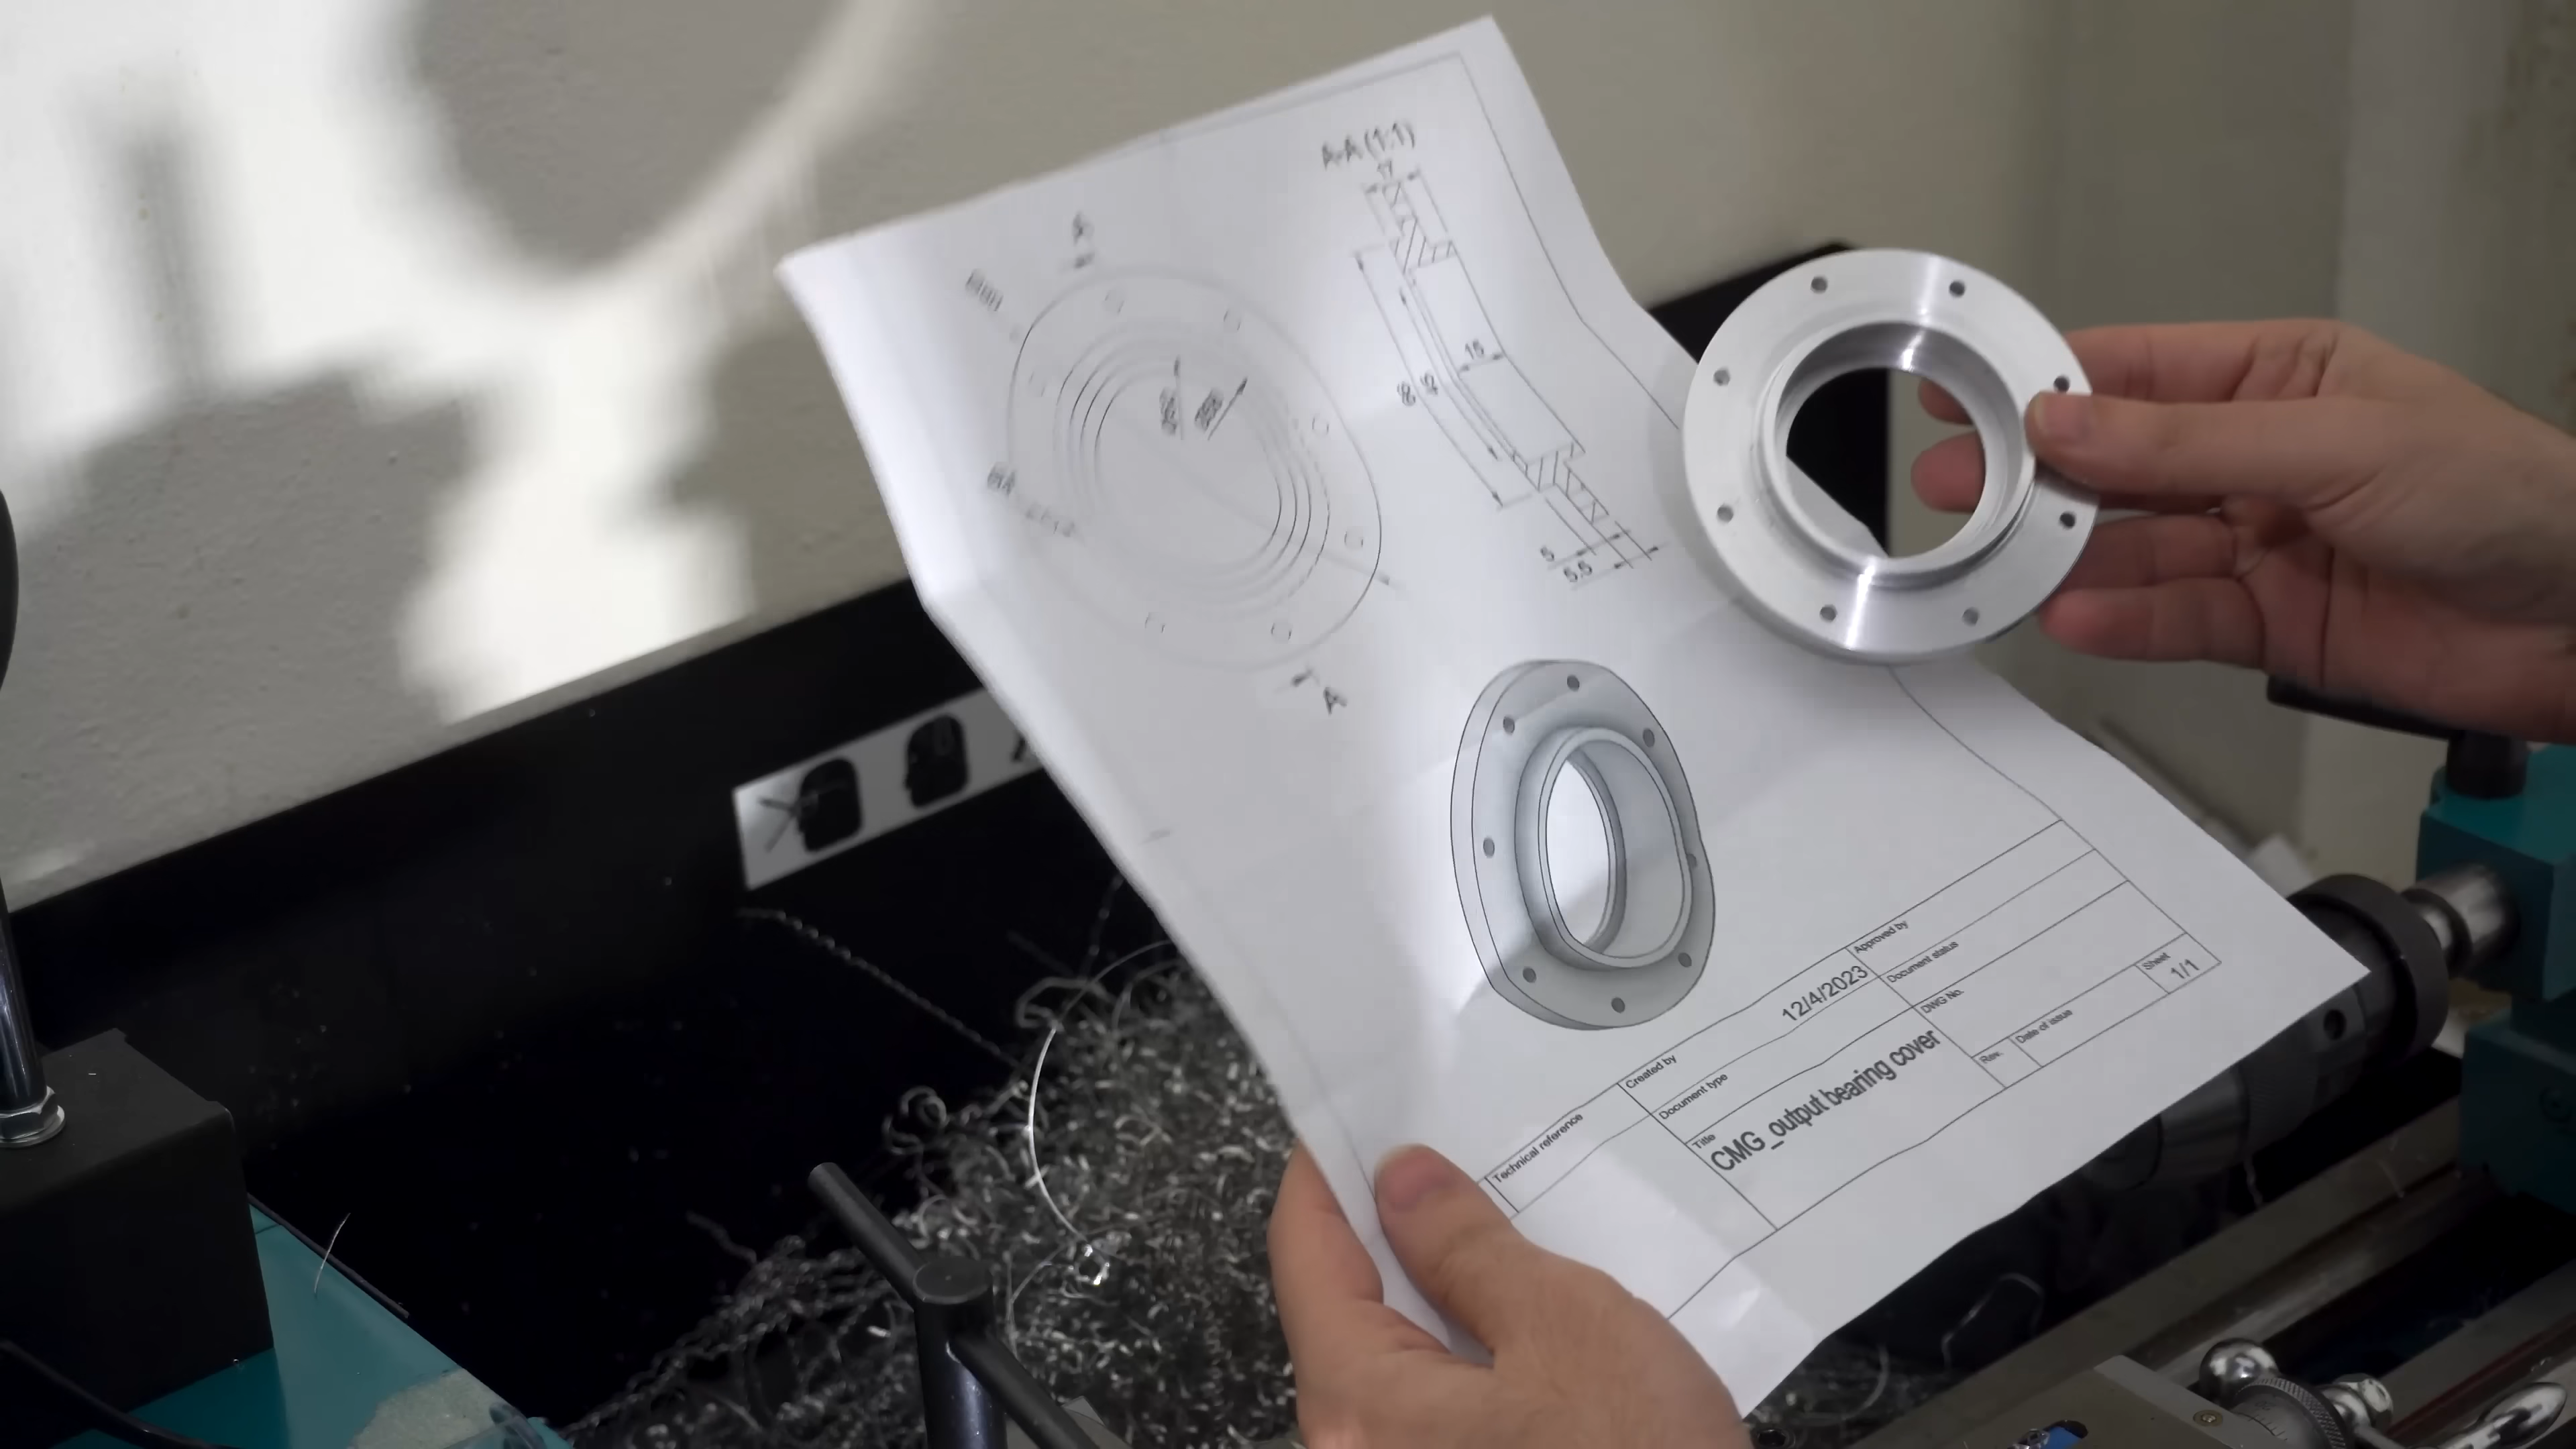 A-A (1:1)
17
A
15
5
5.5
A
Approved by
12/4/2023
Document status
Created by
Document type
DWG No.
Sheet
1/1
Technical reference
Title
CMG_output bearing cover
Rev.
Date of issue